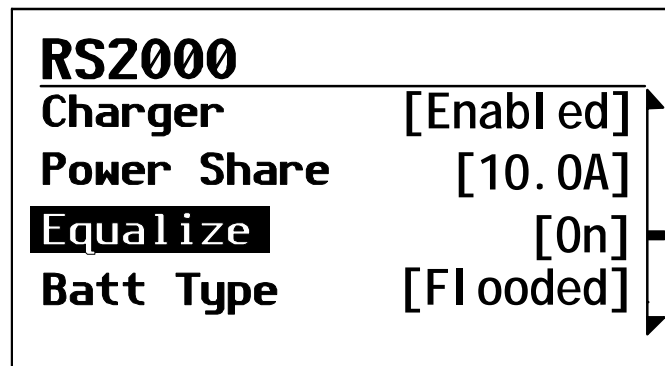 RS2000
Charger [Enabled]
Power Share [10.0A]
Equalize [On]
Batt Type [Flooded]